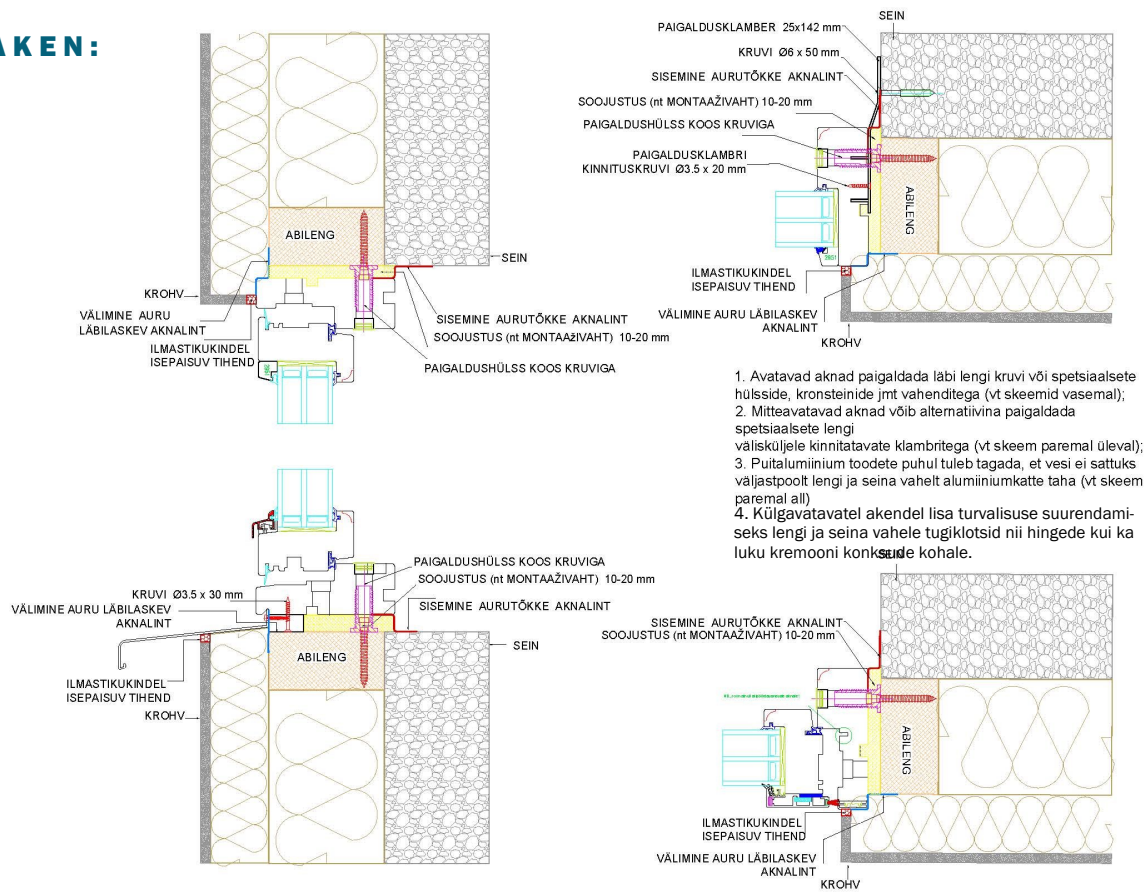 AKEN:
ABILENG
SEIN
KROHV
VÄLIMINE AURU
LÄBILASKEV AKNALINT
ILMASTIKUKINDEL
ISEPAISUV TIHEND
SISEMINE AURUTÕKKE AKNALINT
SOOJUSTUS (nt MONTAAžIVAHT) 10-20 mm
PAIGALDUSHÜLSS KOOS KRUVIGA
PAIGALDUSHÜLSS KOOS KRUVIGA
SOOJUSTUS (nt MONTAAŽIVAHT) 10-20 mm
KRUVI Ø3.5 x 30 mm
SISEMINE AURUTÕKKE AKNALINT
VÄLIMINE AURU LÄBILASKEV
AKNALINT
SEIN
ABILENG
ILMASTIKUKINDEL
ISEPAISUV TIHEND
KROHV
SEIN
PAIGALDUSKLAMBER 25x142 mm
KRUVI Ø6 x 50 mm
SISEMINE AURUTÕKKE AKNALINT
SOOJUSTUS (nt MONTAAŽIVAHT) 10-20 mm
PAIGALDUSHÜLSS KOOS KRUVIGA
PAIGALDUSKLAMBRI
KINNITUSKRUVI Ø3.5 x 20 mm
ABILENG
ILMASTIKUKINDEL
ISEPAISUV TIHEND
VÄLIMINE AURU LÄBILASKEV
AKNALINT
KROHV
1. Avatavad aknad paigaldada läbi lengi kruvi või spetsiaalsete
hülsside, kronsteinide jmt vahenditega (vt skeemid vasemal);
2. Mitteavatavad aknad võib alternatiivina paigaldada
spetsiaalsete lengi
välisküljele kinnitatavate klambritega (vt skeem paremal üleval);
3. Puitalumiinium toodete puhul tuleb tagada, et vesi ei sattuks
väljastpoolt lengi ja seina vahelt alumiiniumkatte taha (vt skeem
paremal all)
4. Külgavatavatel akendel lisa turvalisuse suurendami-
seks lengi ja seina vahele tugiklotsid nii hingede kui ka
luku kremooni konksude kohale.
SEIN
SISEMINE AURUTÕKKE AKNALINT
SOOJUSTUS (nt MONTAAŽIVAHT) 10-20 mm
ABILENG
ILMASTIKUKINDEL
ISEPAISUV TIHEND
VÄLIMINE AURU LÄBILASKEV
AKNALINT
KROHV